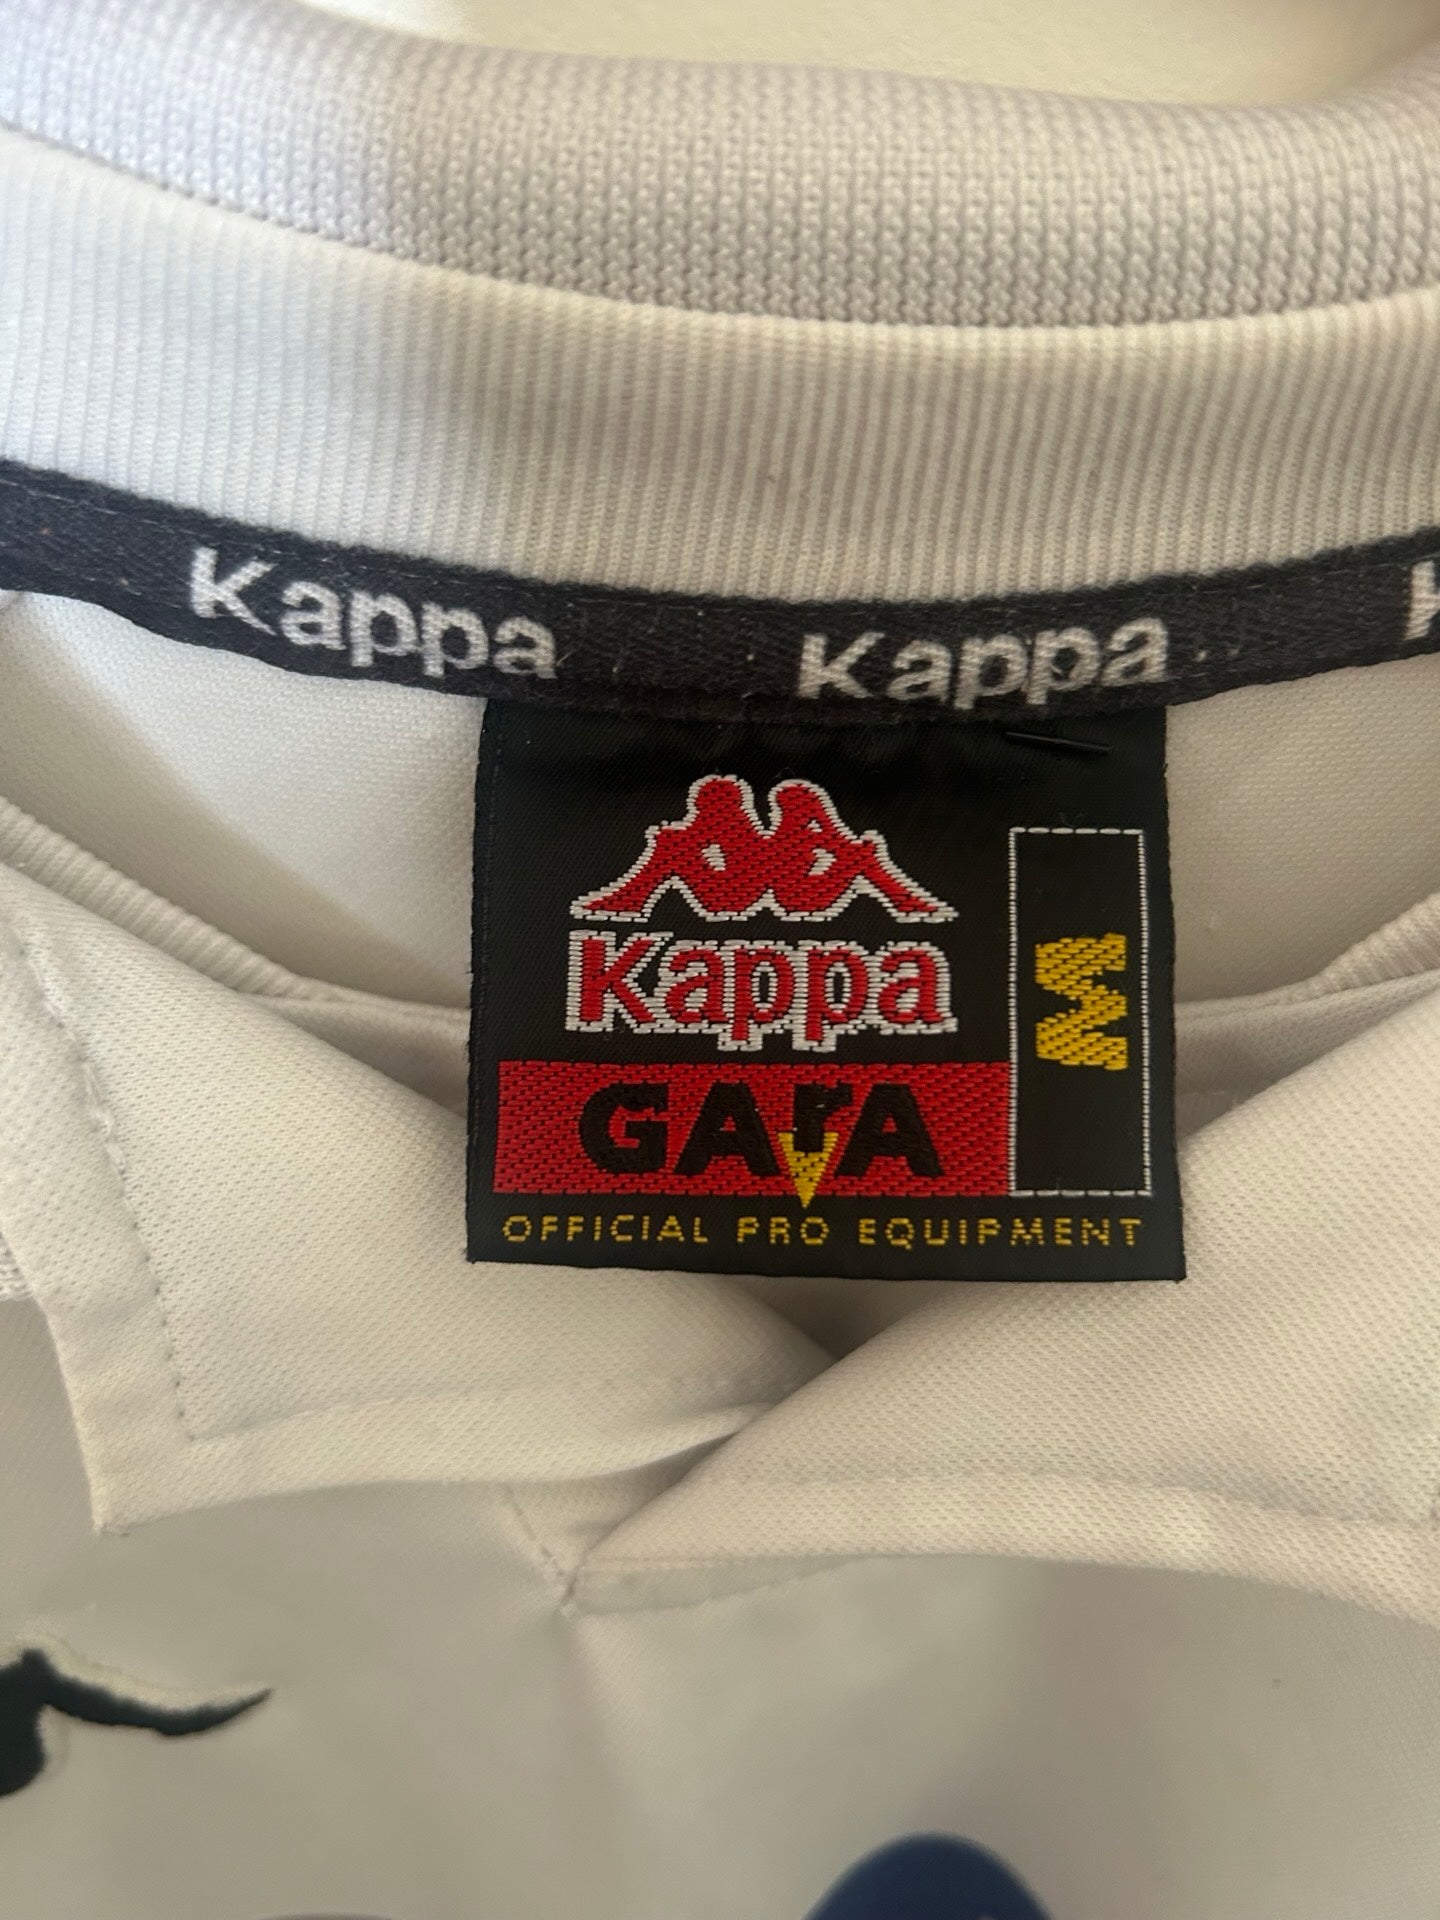 Kappa Kappa K
Kappa
M
GArA
OFFICIAL PRO EQUIPMENT